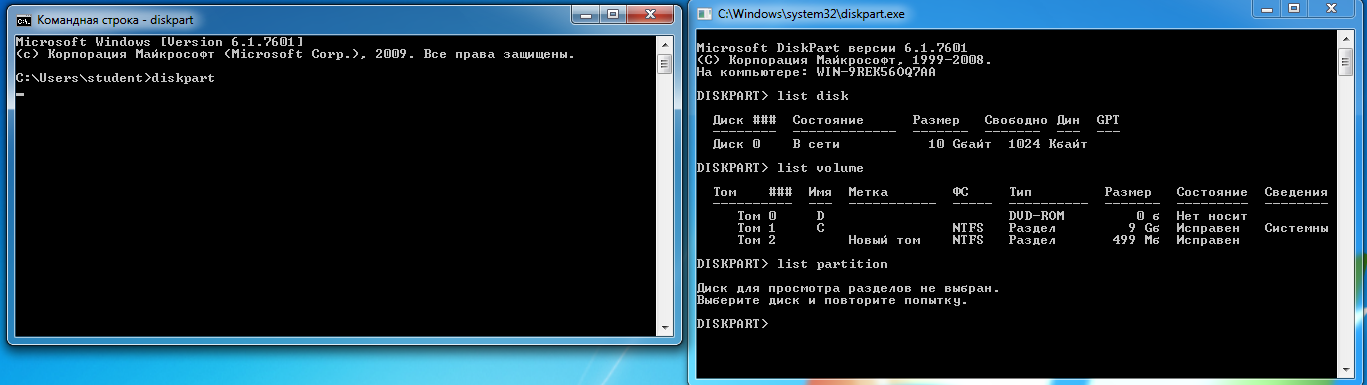 Командная строка - diskpart
Microsoft Windows [Version 6.1.7601]
(c) Корпорация Майкрософт (Microsoft Corp.), 2009. Все права защищены.
C:\Users\student>diskpart
C:\Windows\system32\diskpart.exe
Microsoft DiskPart версии 6.1.7601
(C) Корпорация Майкрософт, 1999-2008.
На компьютере: WIN-9REK56OQ7AA
DISKPART> list disk
Диск ### Состояние Размер Свободно Дин GPT
-------- ------------- ------- ------- --- ---
Диск 0 В сети 10 Gбайт 1024 Kбайт
DISKPART> list volume
Том ### Имя Метка ФС Тип Размер Состояние Сведения
---------- --- ----------- ----- ---------- ------- --------- --------
Том 0 D DVD-ROM 0 б Нет носит
Том 1 C NTFS Раздел 9 Gб Исправен Системны
Том 2 Новый том NTFS Раздел 499 Mб Исправен
DISKPART> list partition
Диск для просмотра разделов не выбран.
Выберите диск и повторите попытку.
DISKPART>